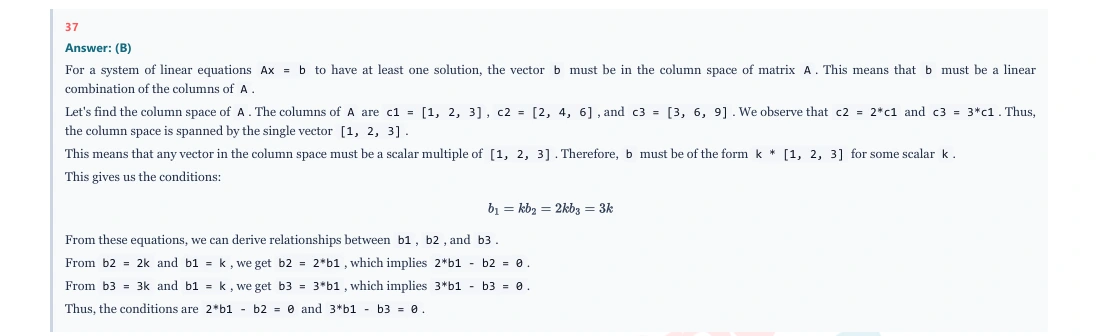 37
Answer: (B)
For a system of linear equations Ax = b to have at least one solution, the vector b must be in the column space of matrix A . This means that b must be a linear
combination of the columns of A .
Let's find the column space of A . The columns of A are c1 = [1, 2, 3] , c2 = [2, 4, 6] , and c3 = [3, 6, 9] . We observe that c2 = 2*c1 and c3 = 3*c1 . Thus,
the column space is spanned by the single vector [1, 2, 3] .
This means that any vector in the column space must be a scalar multiple of [1, 2, 3] . Therefore, b must be of the form k * [1, 2, 3] for some scalar k .
This gives us the conditions:
b₁ = kb₂ = 2kb₃ = 3k
From these equations, we can derive relationships between b1 , b2 , and b3 .
From b2 = 2k and b1 = k , we get b2 = 2*b1 , which implies 2*b1 - b2 = 0 .
From b3 = 3k and b1 = k , we get b3 = 3*b1 , which implies 3*b1 - b3 = 0 .
Thus, the conditions are 2*b1 - b2 = 0 and 3*b1 - b3 = 0 .